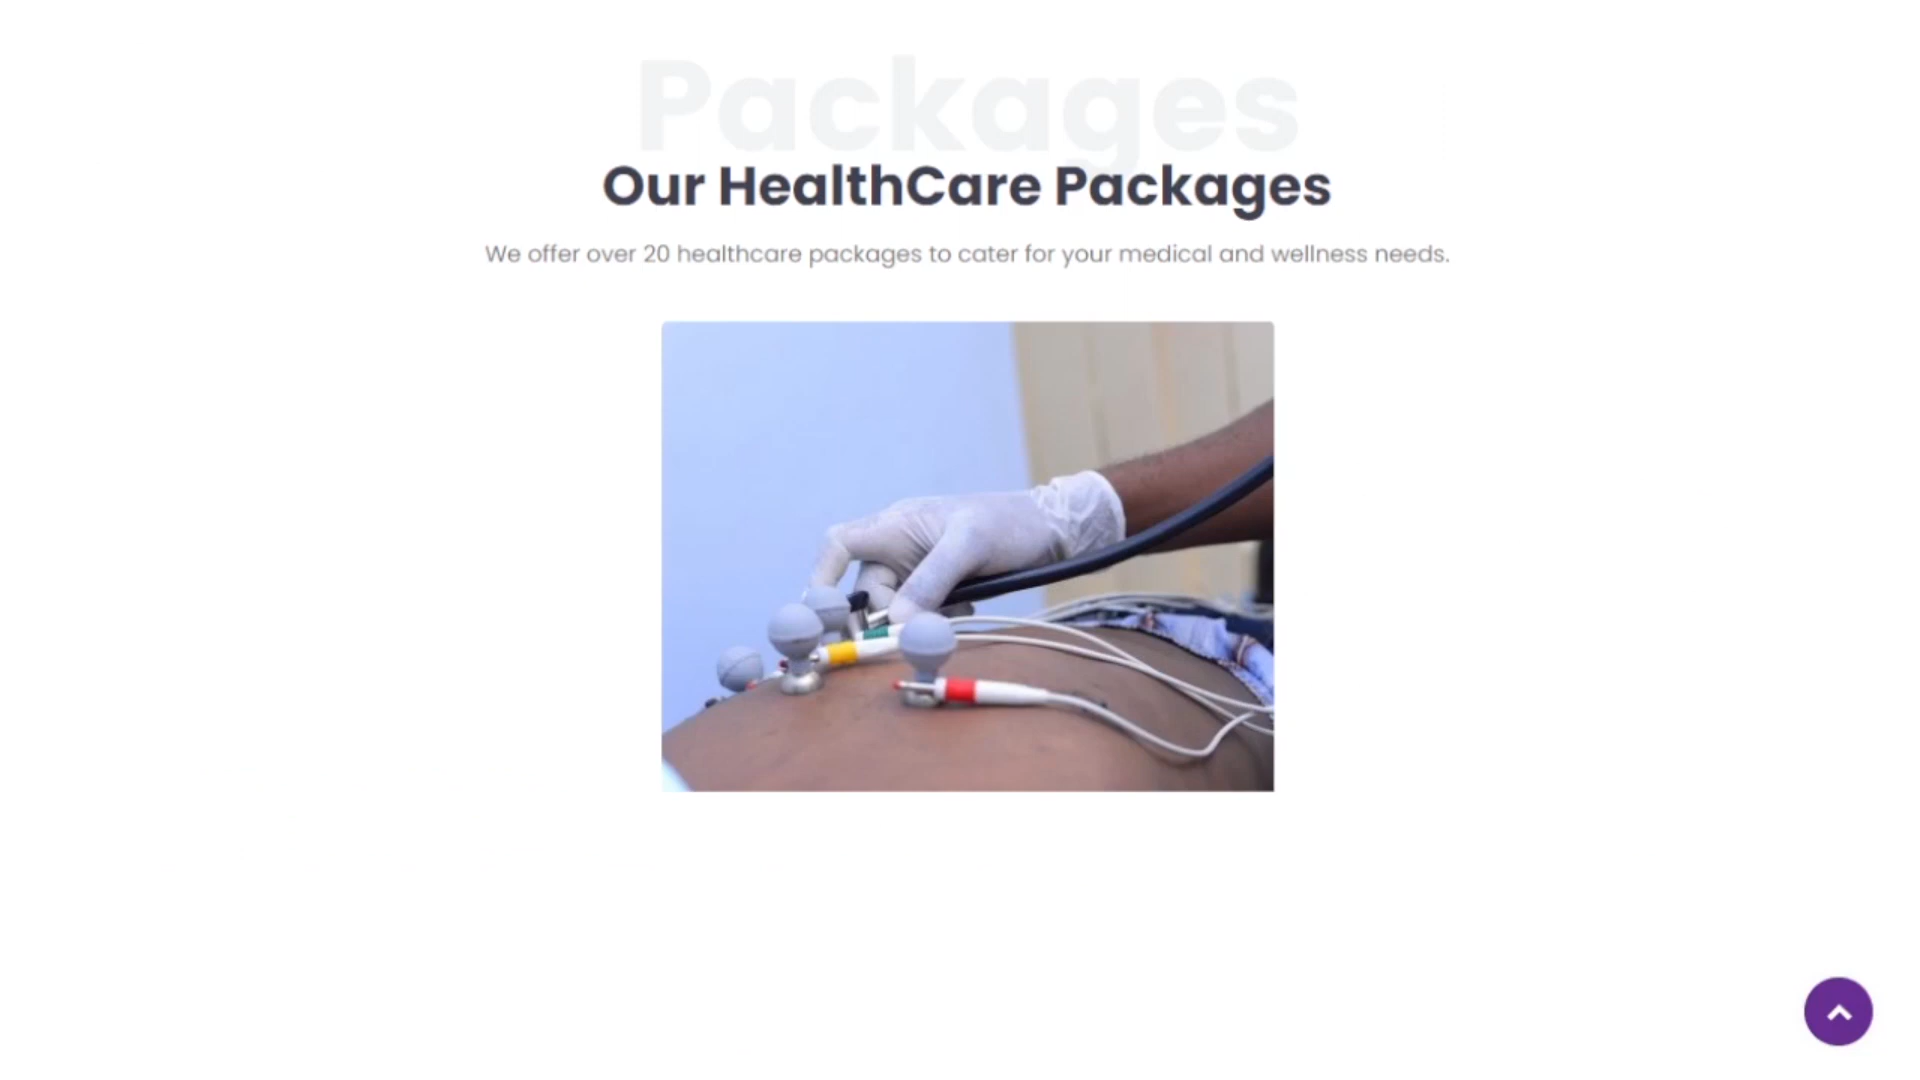 Packages
Our HealthCare Packages
We offer over 20 healthcare packages to cater for your medical and wellness needs.